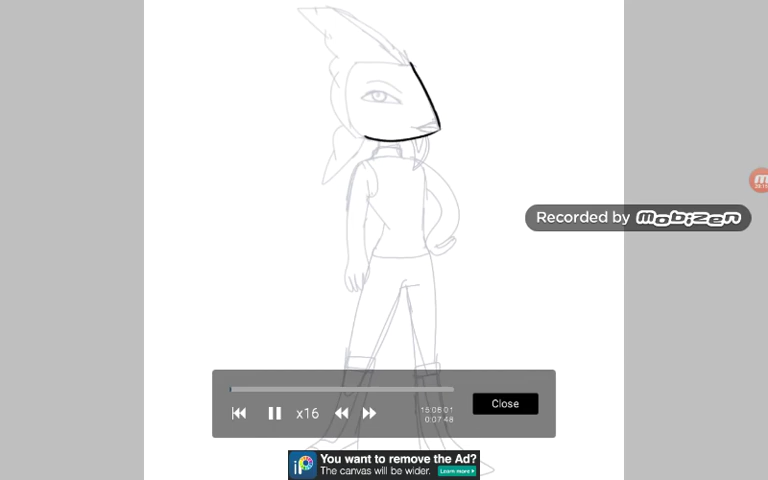 Recorded by Mobizen
x16
15:08:01
0:07:48
Close
iP
You want to remove the Ad?
The canvas will be wider.
Learn more